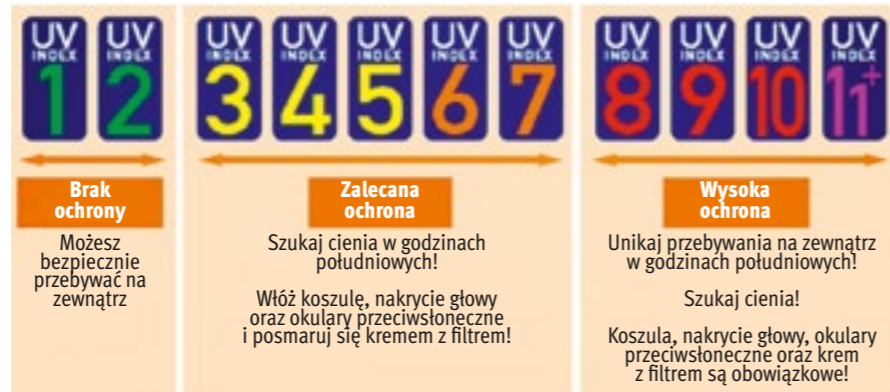 UV INDEX 1
UV INDEX 2
UV INDEX 3
UV INDEX 4
UV INDEX 5
UV INDEX 6
UV INDEX 7
UV INDEX 8
UV INDEX 9
UV INDEX 10
UV INDEX 11+
Brak
ochrony
Możesz
bezpiecznie
przebywać na
zewnątrz
Zalecana
ochrona
Szukaj cienia w godzinach
południowych!
Włóż koszulę, nakrycie głowy
oraz okulary przeciwsłoneczne
i posmaruj się kremem z filtrem!
Wysoka
ochrona
Unikaj przebywania na zewnątrz
w godzinach południowych!
Szukaj cienia!
Koszula, nakrycie głowy, okulary
przeciwsłoneczne oraz krem
z filtrem są obowiązkowe!